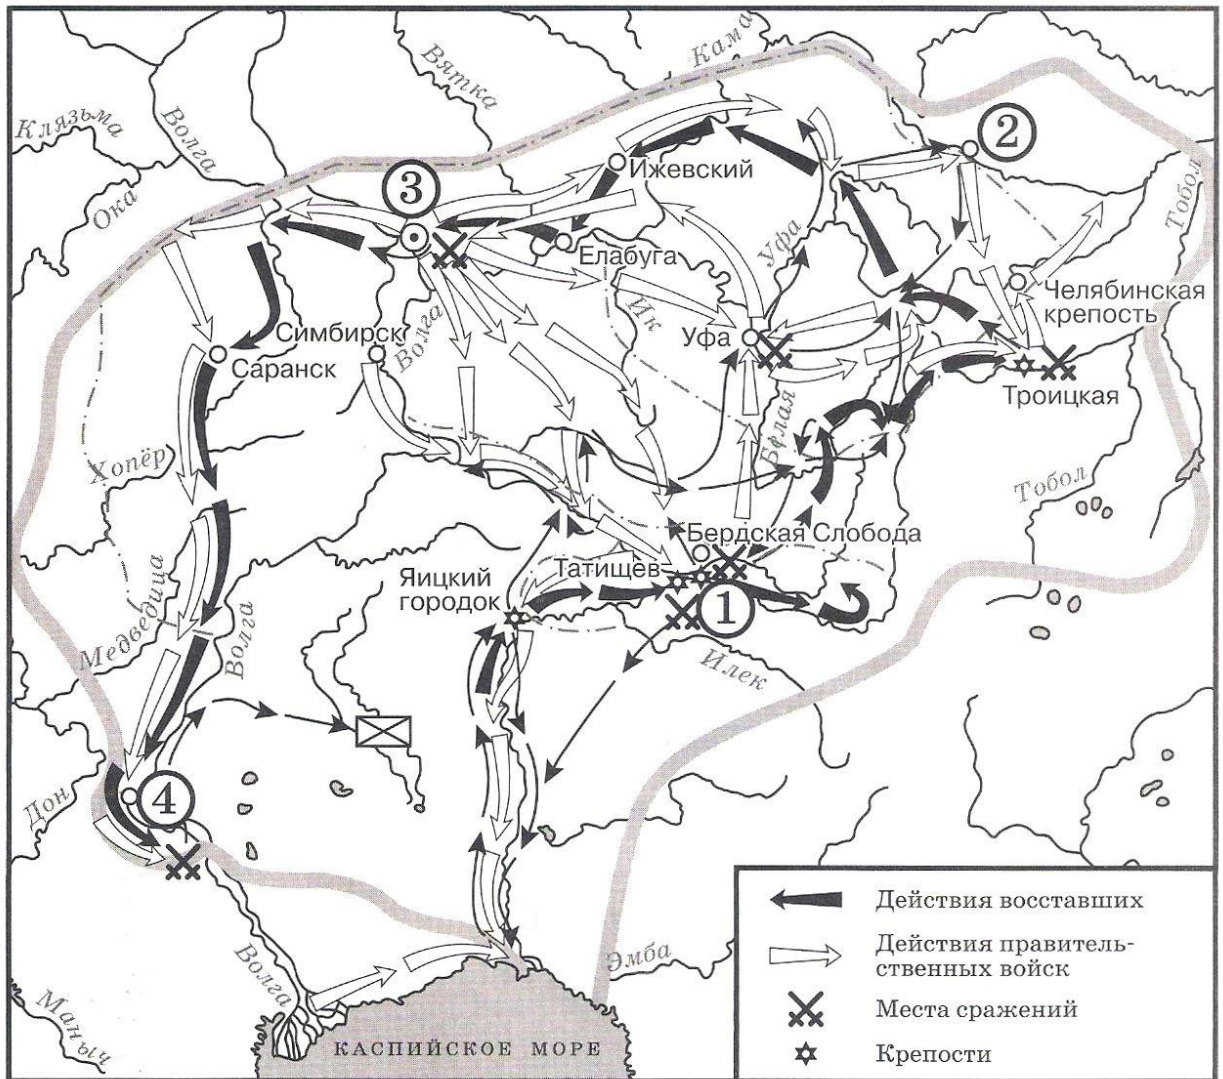 Клязьма
Волга
Вятка
Кама
2
Ока
3
Ижевский
Тобол
Елабуга
Уфа
Челябинская
крепость
Симбирск
Волга
Ик
Уфа
Саранск
Троицкая
Белая
Хопёр
Тобол
Бердская Слобода
Татищев
Яицкий
городок
1
Медведица
Волга
Илек
Дон
4
Волга
Эмба
Маныч
КАСПИЙСКОЕ МОРЕ
Действия восставших
Действия правитель-
ственных войск
Места сражений
Крепости